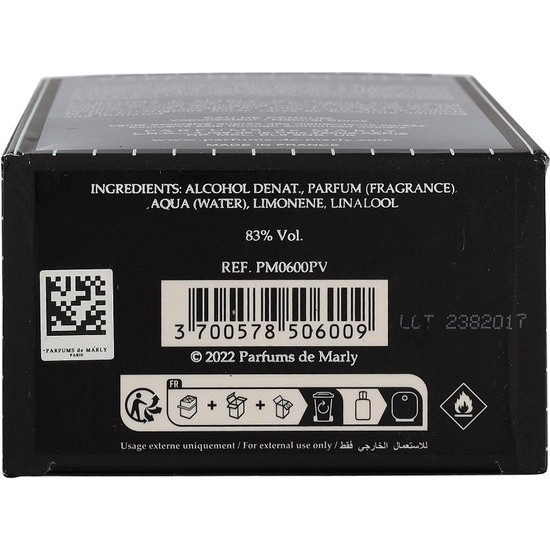 MADE IN FRANCE
INGREDIENTS: ALCOHOL DENAT., PARFUM (FRAGRANCE),
AQUA (WATER), LIMONENE, LINALOOL
83% Vol.
REF. PM0600PV
3 700578 506009
LOT 2382017
© 2022 Parfums de Marly
PARFUMS de MARLY
PARIS
FR
Usage externe uniquement / For external use only / للاستعمال الخارجي فقط